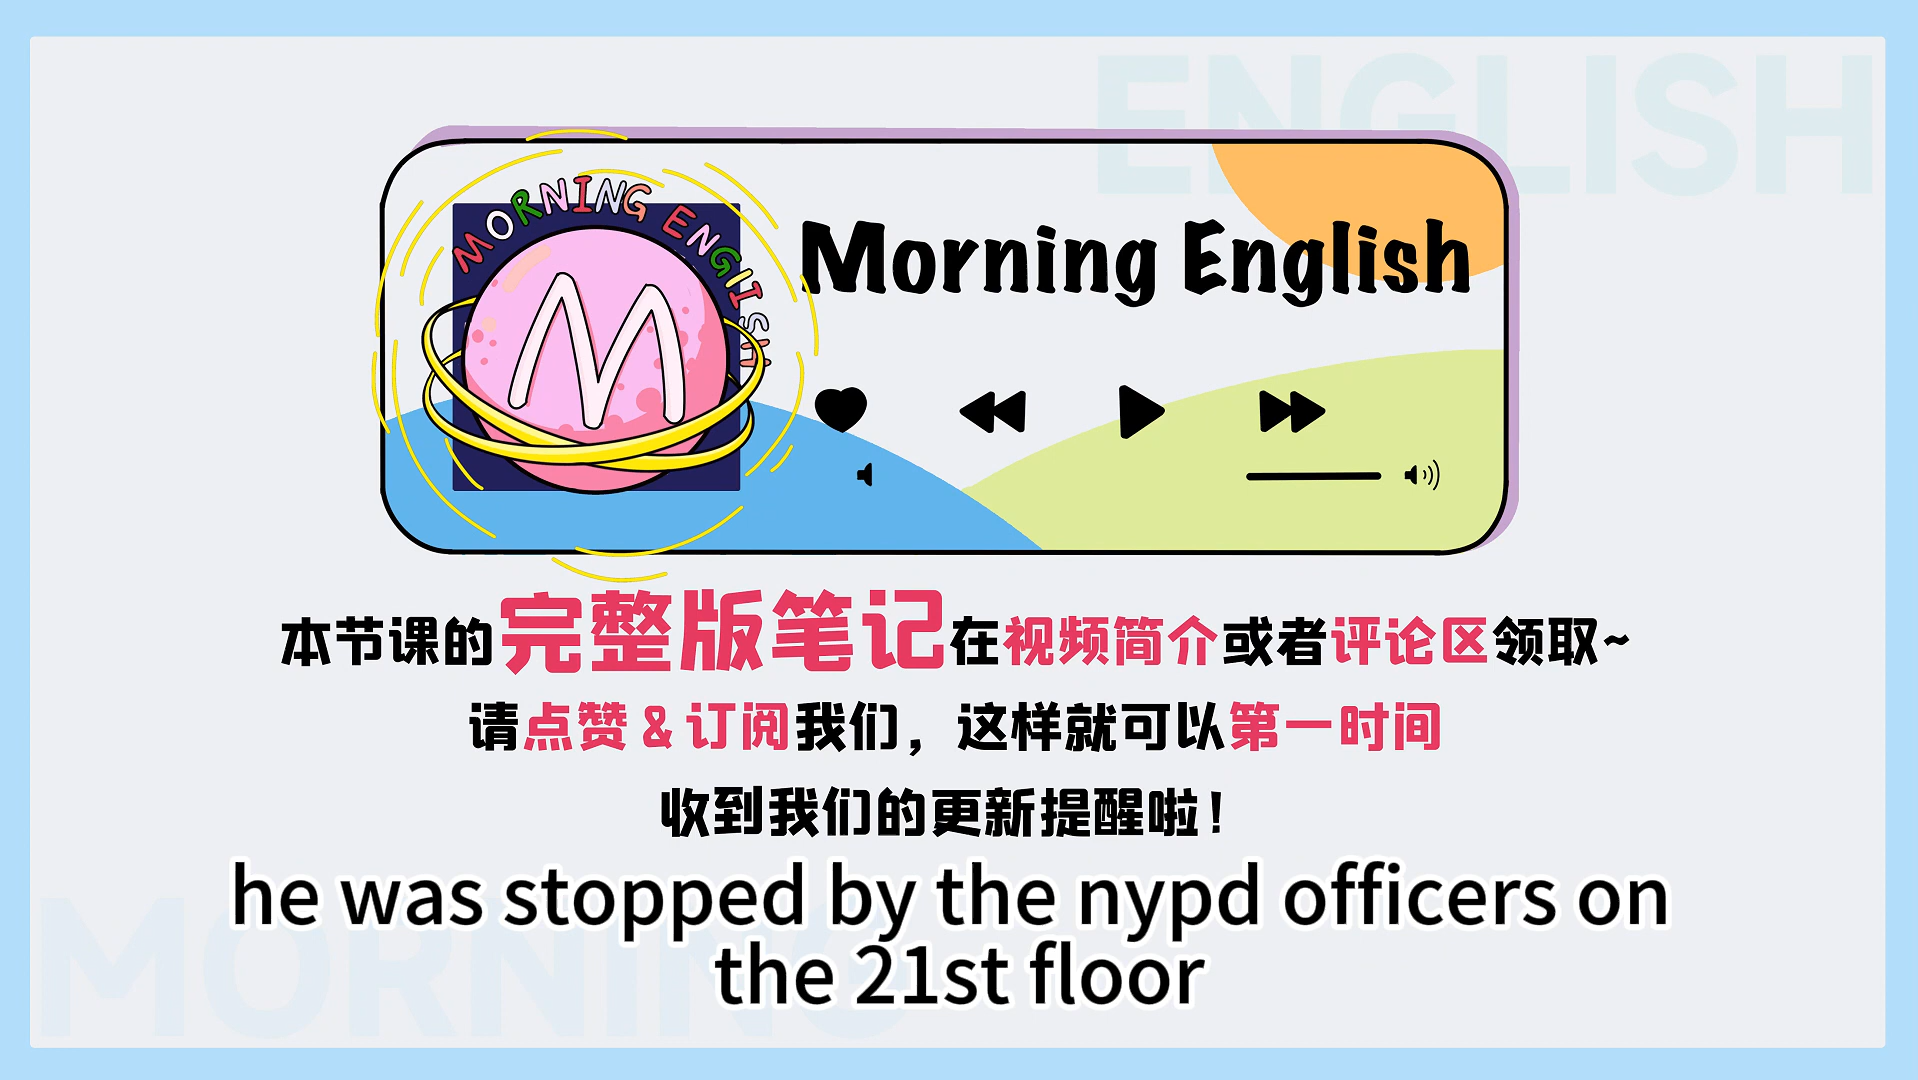 ENGLISH
MORNING ENGlISH
M
Morning English
本节课的完整版笔记在视频简介或者评论区领取~
请点赞&订阅我们，这样就可以第一时间
收到我们的更新提醒啦！
he was stopped by the nypd officers on
the 21st floor
MORNING